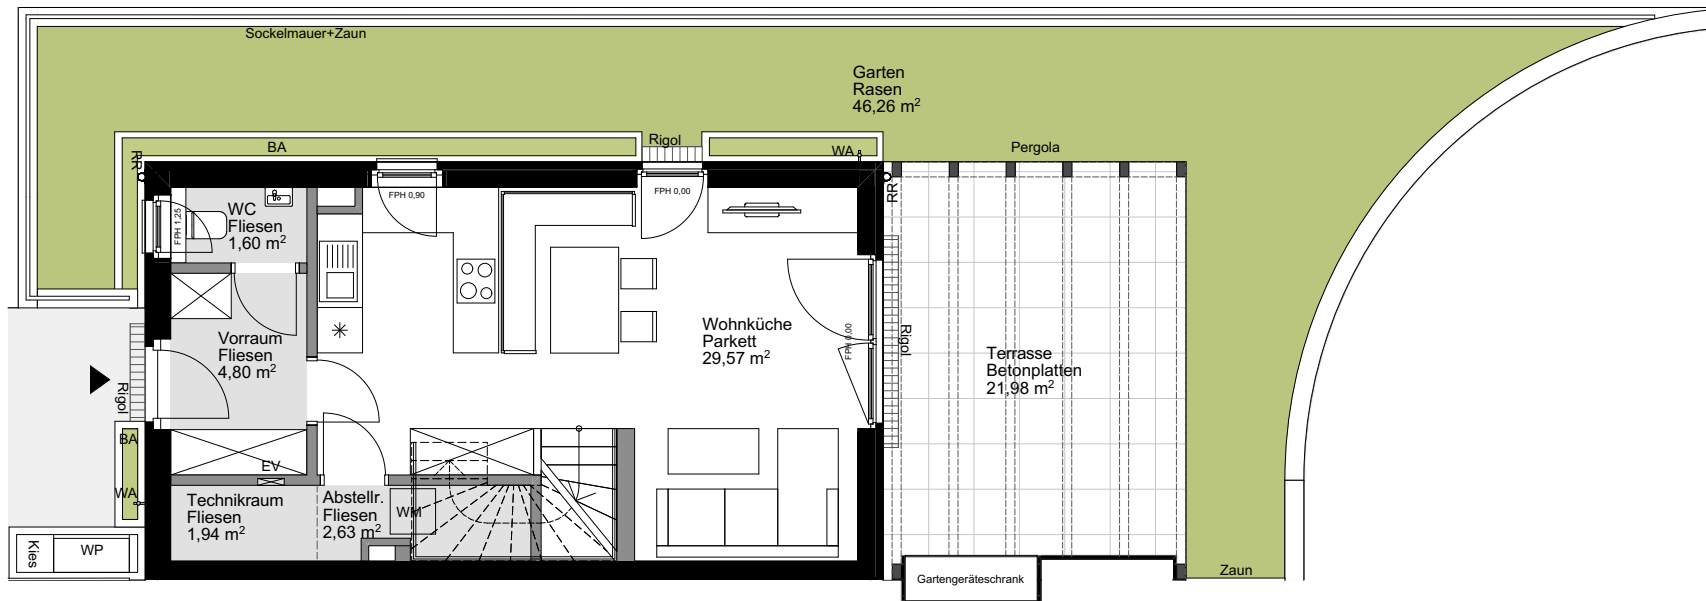 Sockelmauer+Zaun
Garten
Rasen
46,26 m²
BA
Rigol
WA
Pergola
RR
RR
FPH 0,90
FPH 0,00
FPH 1,25
WC
Fliesen
1,60 m²
Vorraum
Fliesen
4,80 m²
Wohnküche
Parkett
29,57 m²
FPH 0,00
Rigol
Terrasse
Betonplatten
21,98 m²
Rigol
BA
EV
WA
Technikraum
Fliesen
1,94 m²
Abstellr.
Fliesen
2,63 m²
WM
Kies
WP
Gartengeräteschrank
Zaun